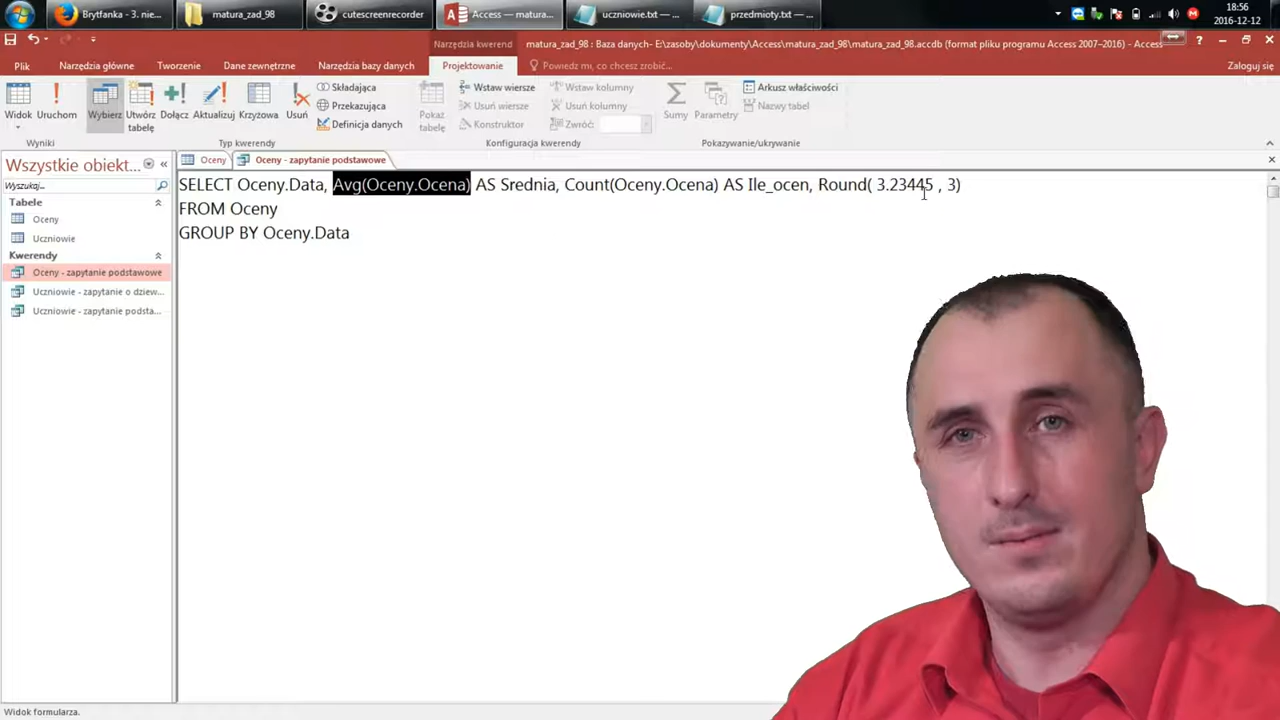 Brytfanka - 3. nie...
matura_zad_98
cutescreenrecorder
Access — matura...
uczniowie.txt — ...
przedmioty.txt — ...
18:56
2016-12-12
Narzędzia kwerend
matura_zad_98 : Baza danych- E:\zasoby\dokumenty\Access\matura_zad_98\matura_zad_98.accdb (format pliku programu Access 2007–2016) - Access
Plik
Narzędzia główne
Tworzenie
Dane zewnętrzne
Narzędzia bazy danych
Projektowanie
Powiedz mi, co chcesz zrobić...
Zaloguj się
Widok
Uruchom
Wybierz
Utwórz tabelę
Dołącz
Aktualizuj
Krzyżowa
Usuń
Składająca
Przekazująca
Definicja danych
Pokaż tabelę
Wstaw wiersze
Usuń wiersze
Konstruktor
Wstaw kolumny
Usuń kolumny
Zwróć:
Sumy
Parametry
Arkusz właściwości
Nazwy tabel
Wyniki
Typ kwerendy
Konfiguracja kwerendy
Pokazywanie/ukrywanie
Wszystkie obiekt...
Wyszukaj...
Tabele
Oceny
Uczniowie
Kwerendy
Oceny - zapytanie podstawowe
Uczniowie - zapytanie o dziew...
Uczniowie - zapytanie podsta...
Oceny
Oceny - zapytanie podstawowe
SELECT Oceny.Data, Avg(Oceny.Ocena) AS Srednia, Count(Oceny.Ocena) AS Ile_ocen, Round( 3.23445 , 3)
FROM Oceny
GROUP BY Oceny.Data
Widok formularza.